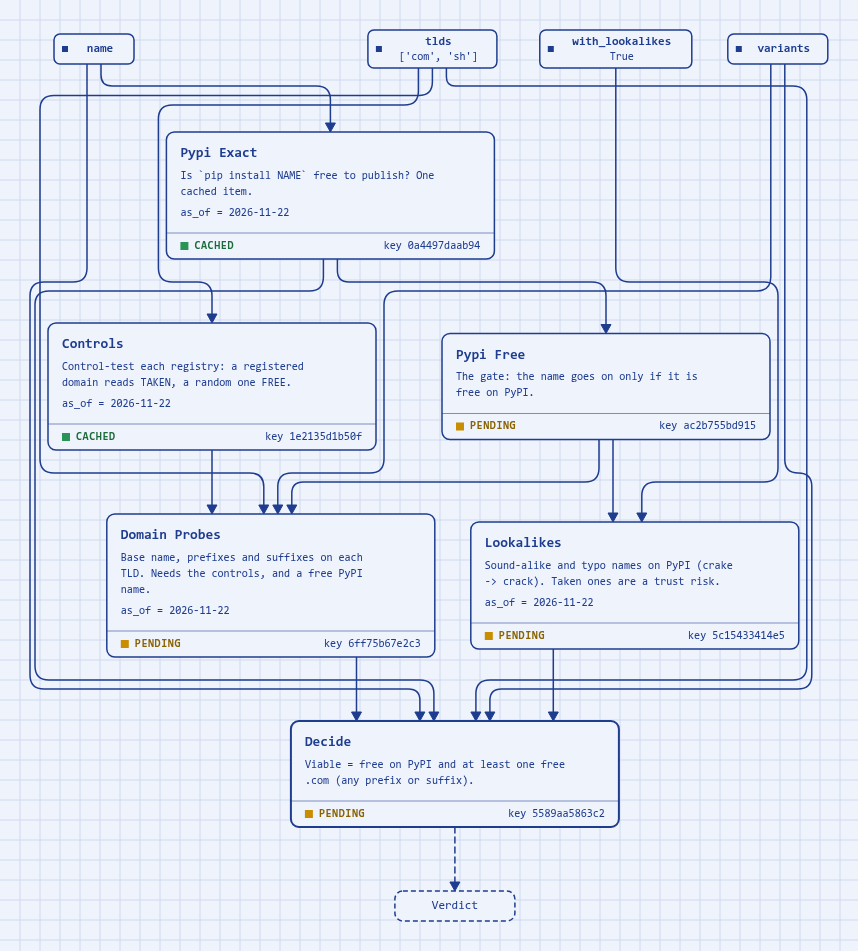 name
tlds
['com', 'sh']
with_lookalikes
True
variants
Pypi Exact
Is `pip install NAME` free to publish? One
cached item.
as_of = 2026-11-22
CACHED
key 0a4497daab94
Controls
Control-test each registry: a registered
domain reads TAKEN, a random one FREE.
as_of = 2026-11-22
CACHED
key 1e2135d1b50f
Pypi Free
The gate: the name goes on only if it is
free on PyPI.
PENDING
key ac2b755bd915
Domain Probes
Base name, prefixes and suffixes on each
TLD. Needs the controls, and a free PyPI
name.
as_of = 2026-11-22
PENDING
key 6ff75b67e2c3
Lookalikes
Sound-alike and typo names on PyPI (crake
-> crack). Taken ones are a trust risk.
as_of = 2026-11-22
PENDING
key 5c15433414e5
Decide
Viable = free on PyPI and at least one free
.com (any prefix or suffix).
PENDING
key 5589aa5863c2
Verdict